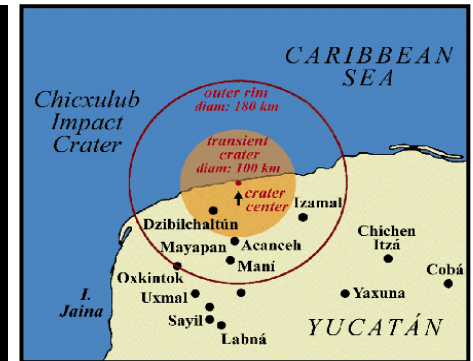 CARIBBEAN
SEA
Chicxulub
Impact
Crater
outer rim
diam: 180 km
transient
crater
diam: 100 km
crater
center
Izamal
Dzibilchaltún
Mayapan
Acanceh
Chichen
Itzá
Maní
Oxkintok
Cobá
I.
Jaina
Uxmal
Yaxuna
Sayil
Labná
YUCATÁN